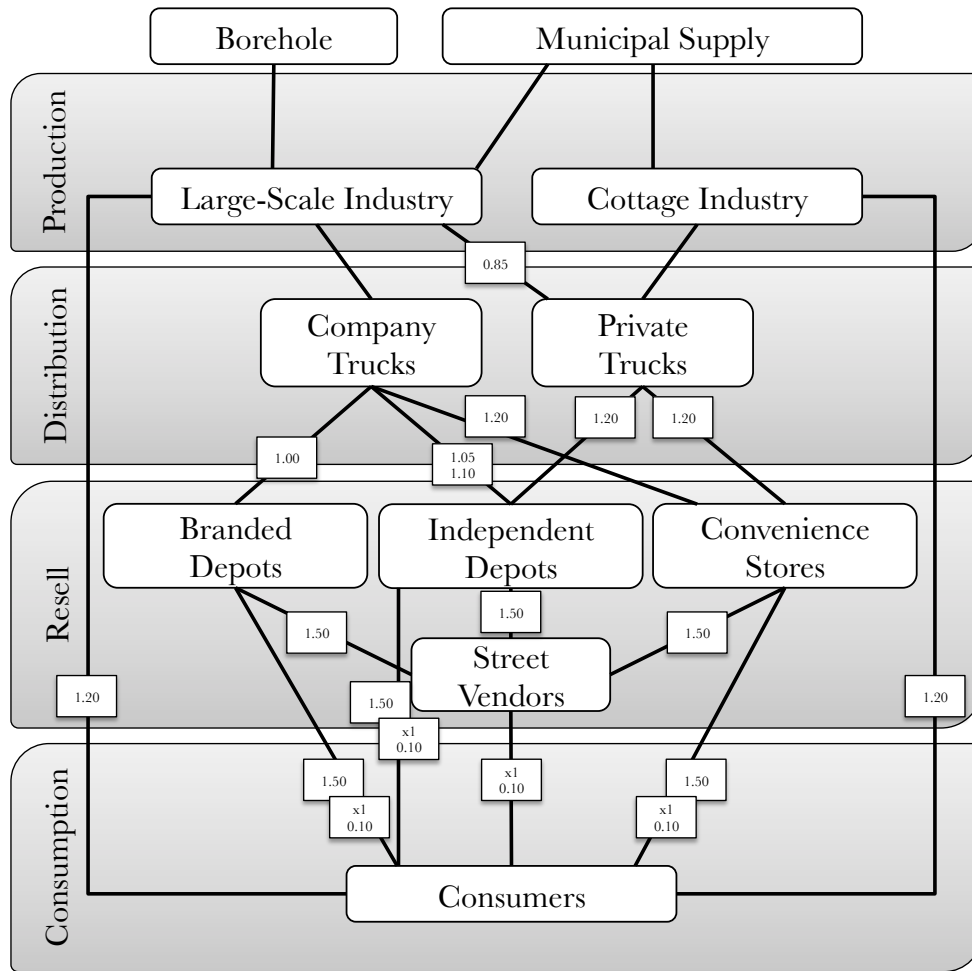 Borehole
Municipal Supply
Production
Large-Scale Industry
Cottage Industry
0.85
Distribution
Company
Trucks
Private
Trucks
1.20
1.20
1.20
1.00
1.05
1.10
Resell
Branded
Depots
Independent
Depots
Convenience
Stores
1.50
1.50
1.50
Street
Vendors
1.20
1.50
1.20
x1
0.10
Consumption
1.50
x1
0.10
x1
0.10
1.50
x1
0.10
Consumers